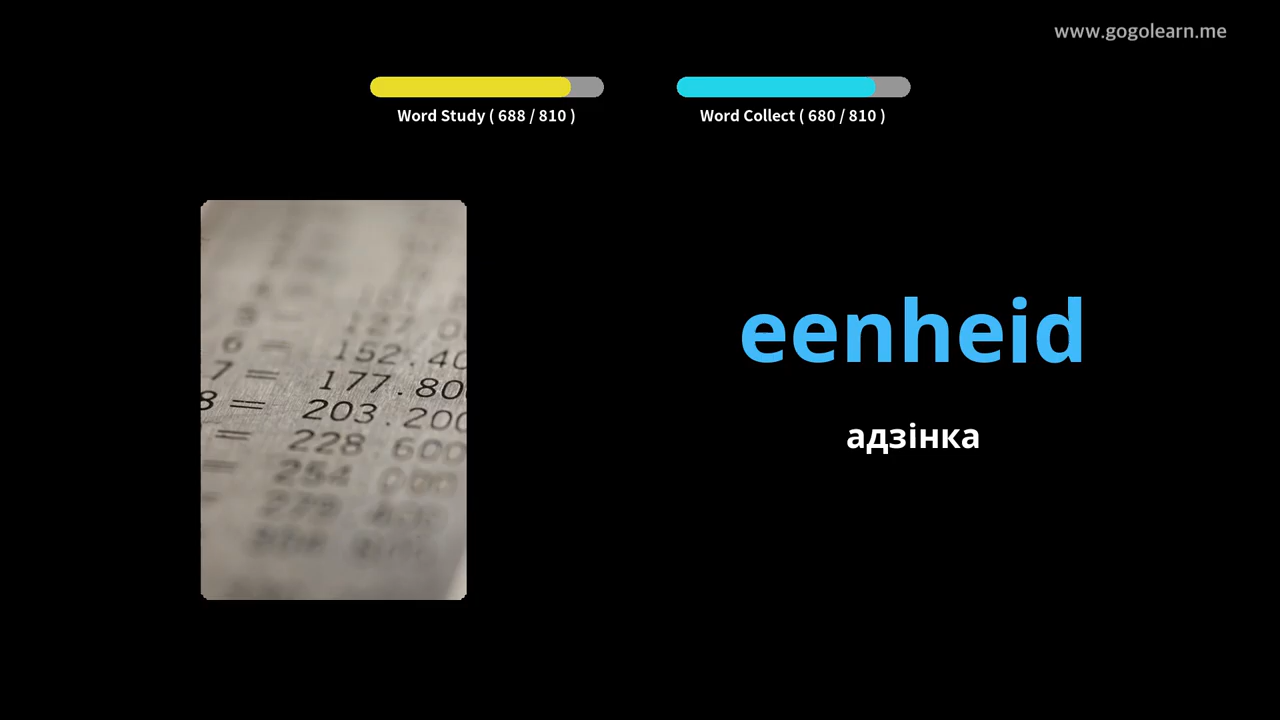 www.gogolearn.me
Word Study ( 688 / 810 )
Word Collect ( 680 / 810 )
6 = 152.40
7 = 177.80
8 = 203.200
= 228.600
= 254 000
eenheid
адзінка